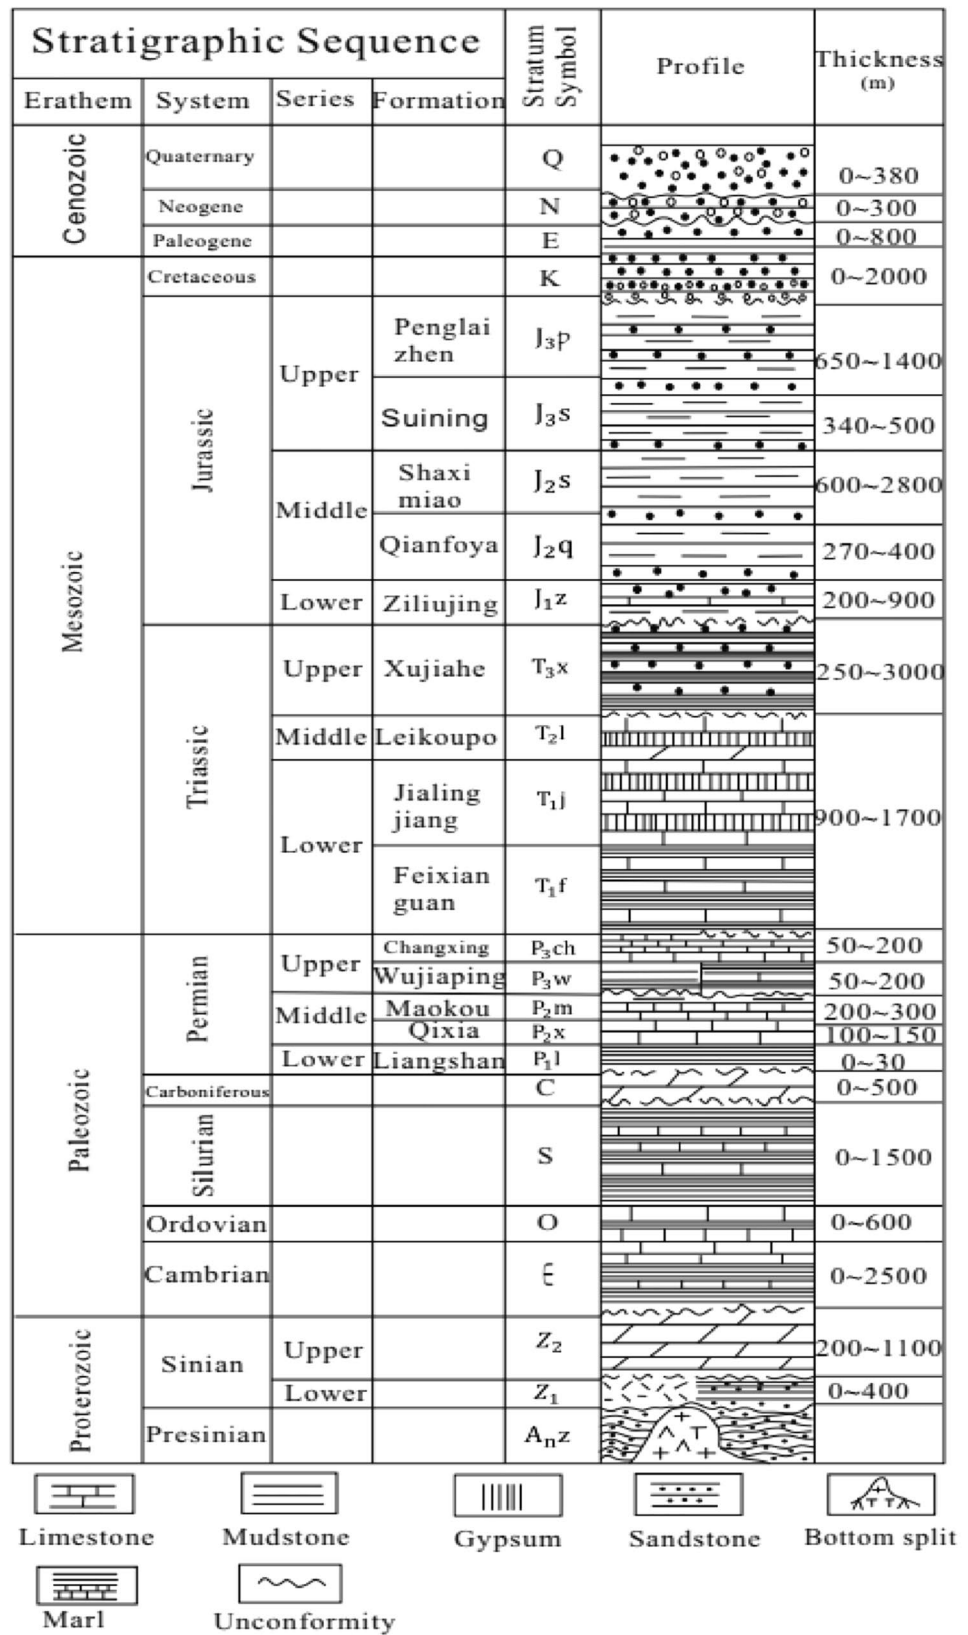 Stratigraphic Sequence
Stratum Symbol
Profile
Thickness
(m)
Erathem System Series Formation
Cenozoic
Quaternary Q 0~380
Neogene N 0~300
Paleogene E 0~800
Mesozoic
Cretaceous K 0~2000
Jurassic
Upper
Penglai
zhen
J₃p
650~1400
Suining J₃s 340~500
Middle
Shaxi
miao
J₂s
600~2800
Qianfoya J₂q 270~400
Lower Ziliujing J₁z 200~900
Triassic
Upper Xujiahe T₃x 250~3000
Middle Leikoupo T₂l
Lower
Jialing
jiang
T₁j
900~1700
Feixian
guan
T₁f
Paleozoic
Permian
Upper
Changxing P₃ch 50~200
Wujiaping P₃w 50~200
Middle
Maokou P₂m 200~300
Qixia P₂x 100~150
Lower Liangshan P₁l 0~30
Carboniferous C 0~500
Silurian S 0~1500
Ordovian O 0~600
Cambrian Є 0~2500
Proterozoic
Sinian
Upper Z₂ 200~1100
Lower Z₁ 0~400
Presinian Aₙz
Limestone Mudstone Gypsum Sandstone Bottom split
Marl Unconformity